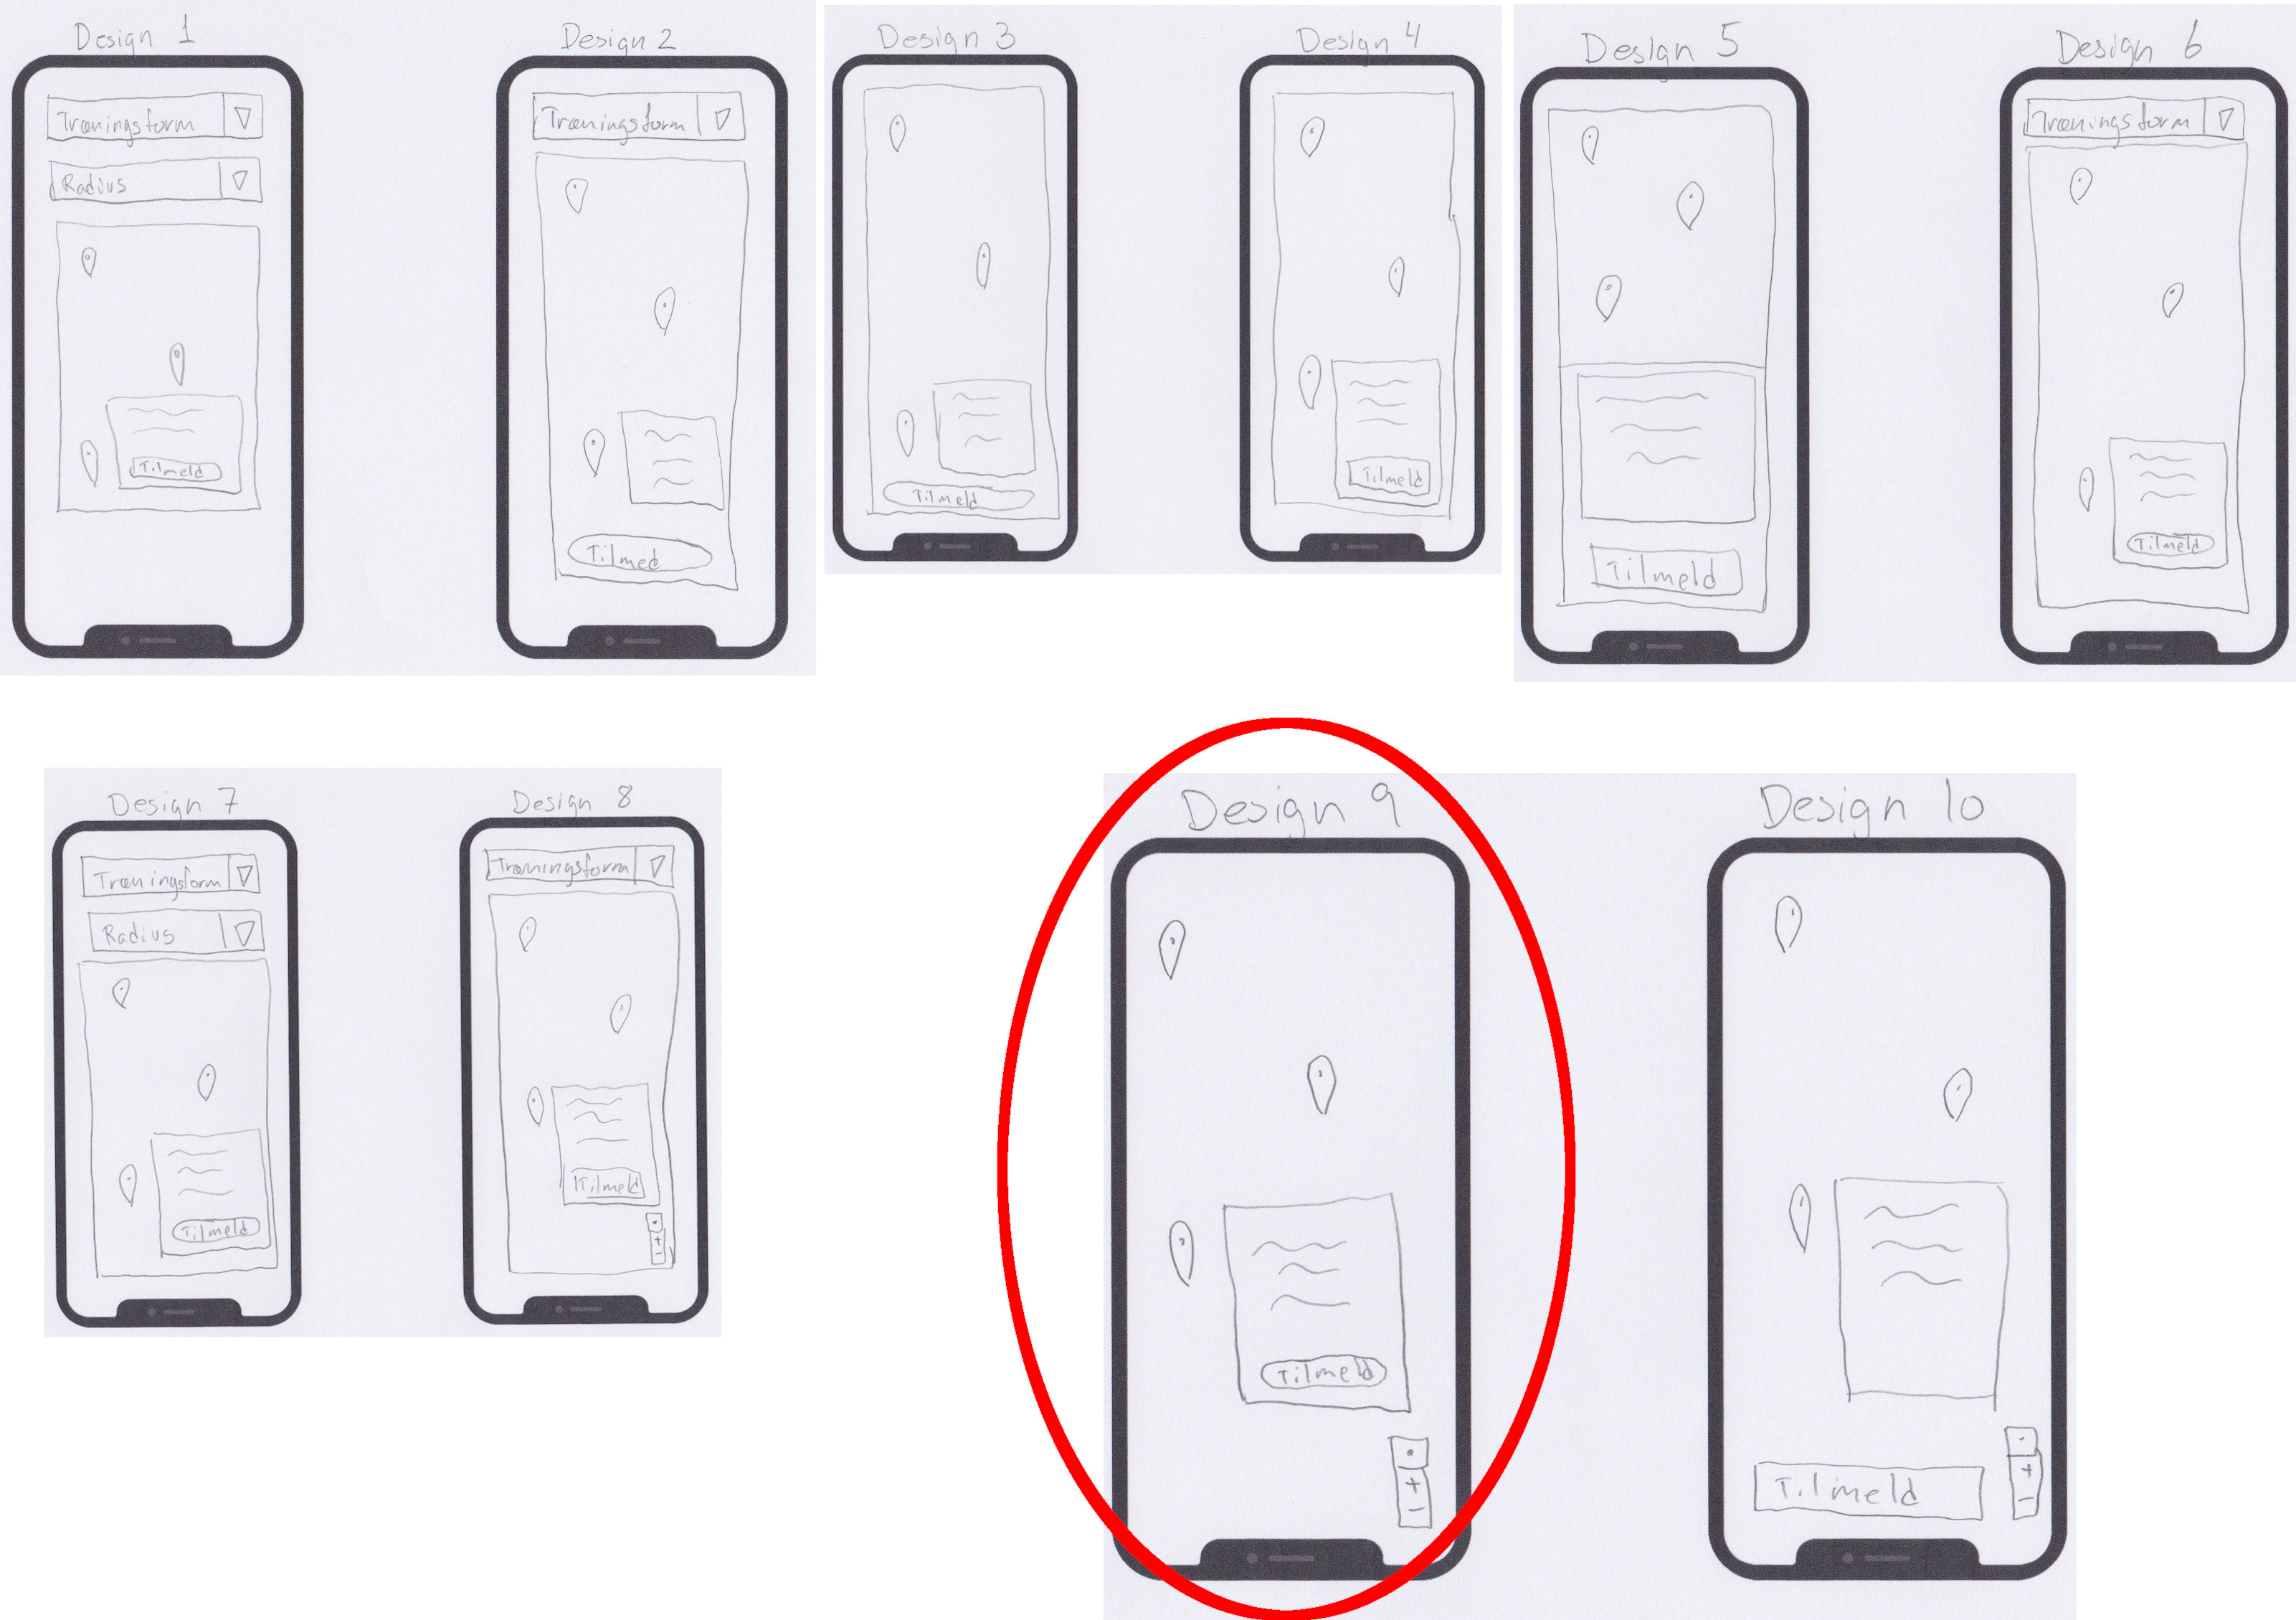 Design 1
Træningsform
Radius
Tilmeld
Design 2
Træningsform
Tilmed
Design 3
Tilmeld
Design 4
Tilmeld
Design 5
Tilmeld
Design 6
Træningsform
Tilmeld
Design 7
Træningsform
Radius
Tilmeld
Design 8
Træningsform
Tilmeld
+
-
Design 9
Tilmeld
+
-
Design 10
Tilmeld
+
-